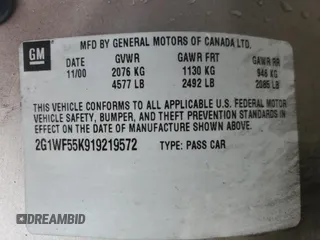 GM
MFD BY GENERAL MOTORS OF CANADA LTD.
DATE GVWR GAWR FRT GAWR RR
11/00 2076 KG 1130 KG 946 KG
4577 LB 2492 LB 2085 LB
THIS VEHICLE CONFORMS TO ALL APPLICABLE U.S. FEDERAL MOTOR
VEHICLE SAFETY, BUMPER, AND THEFT PREVENTION STANDARDS
IN EFFECT ON THE DATE OF MANUFACTURE SHOWN ABOVE.
2G1WF55K919219572 TYPE: PASS CAR
© BIDINFO